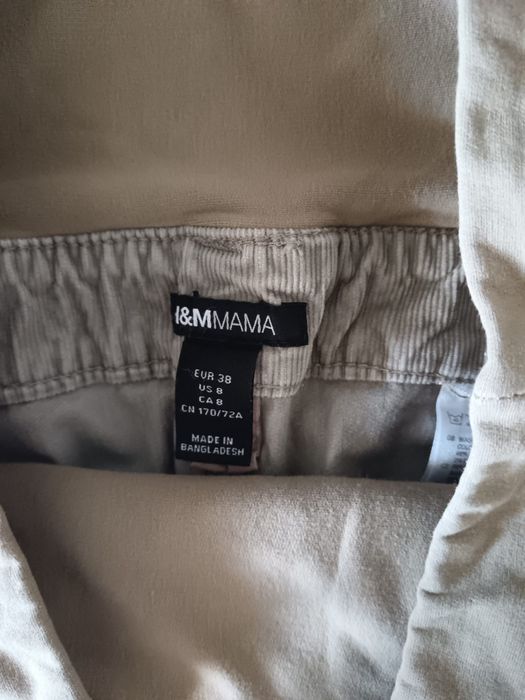 &MMAMA
EUR 38
US 8
CA 8
CN 170/72A
MADE IN
BANGLADESH